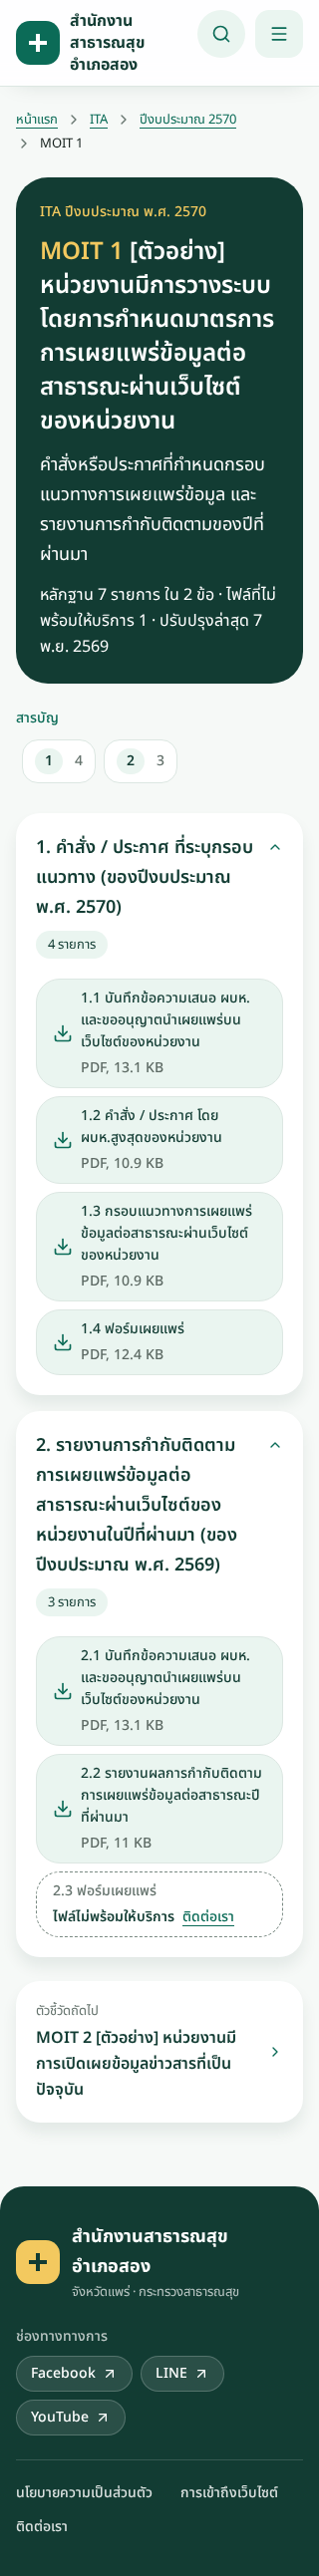 สำนักงาน
สาธารณสุข
อำเภอสอง
หน้าแรก > ITA > ปีงบประมาณ 2570
> MOIT 1
ITA ปีงบประมาณ พ.ศ. 2570
MOIT 1 [ตัวอย่าง]
หน่วยงานมีการวางระบบ
โดยการกำหนดมาตรการ
การเผยแพร่ข้อมูลต่อ
สาธารณะผ่านเว็บไซต์
ของหน่วยงาน
คำสั่งหรือประกาศที่กำหนดกรอบ
แนวทางการเผยแพร่ข้อมูล และ
รายงานการกำกับติดตามของปีที่
ผ่านมา
หลักฐาน 7 รายการ ใน 2 ข้อ · ไฟล์ที่ไม่
พร้อมให้บริการ 1 · ปรับปรุงล่าสุด 7
พ.ย. 2569
สารบัญ
1 4 2 3
1. คำสั่ง / ประกาศ ที่ระบุกรอบ
แนวทาง (ของปีงบประมาณ
พ.ศ. 2570)
4 รายการ
1.1 บันทึกข้อความเสนอ ผบห.
และขออนุญาตนำเผยแพร่บน
เว็บไซต์ของหน่วยงาน
PDF, 13.1 KB
1.2 คำสั่ง / ประกาศ โดย
ผบห.สูงสุดของหน่วยงาน
PDF, 10.9 KB
1.3 กรอบแนวทางการเผยแพร่
ข้อมูลต่อสาธารณะผ่านเว็บไซต์
ของหน่วยงาน
PDF, 10.9 KB
1.4 ฟอร์มเผยแพร่
PDF, 12.4 KB
2. รายงานการกำกับติดตาม
การเผยแพร่ข้อมูลต่อ
สาธารณะผ่านเว็บไซต์ของ
หน่วยงานในปีที่ผ่านมา (ของ
ปีงบประมาณ พ.ศ. 2569)
3 รายการ
2.1 บันทึกข้อความเสนอ ผบห.
และขออนุญาตนำเผยแพร่บน
เว็บไซต์ของหน่วยงาน
PDF, 13.1 KB
2.2 รายงานผลการกำกับติดตาม
การเผยแพร่ข้อมูลต่อสาธารณะปี
ที่ผ่านมา
PDF, 11 KB
2.3 ฟอร์มเผยแพร่
ไฟล์ไม่พร้อมให้บริการ ติดต่อเรา
ตัวชี้วัดถัดไป
MOIT 2 [ตัวอย่าง] หน่วยงานมี
การเปิดเผยข้อมูลข่าวสารที่เป็น
ปัจจุบัน
สำนักงานสาธารณสุข
อำเภอสอง
จังหวัดแพร่ · กระทรวงสาธารณสุข
ช่องทางทางการ
Facebook LINE
YouTube
นโยบายความเป็นส่วนตัว การเข้าถึงเว็บไซต์
ติดต่อเรา